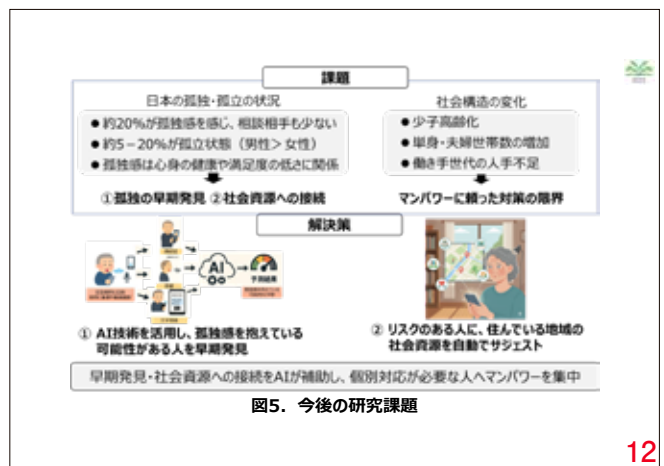 課題
日本の孤独・孤立の状況
● 約20%が孤独感を感じ、相談相手も少ない
● 約5－20%が孤立状態（男性＞女性）
● 孤独感は心身の健康や満足度の低さに関係
①孤独の早期発見 ②社会資源への接続
社会構造の変化
● 少子高齢化
● 単身・夫婦世帯数の増加
● 働き手世代の人手不足
マンパワーに頼った対策の限界
解決策
AI
予測結果
① AI技術を活用し、孤独感を抱えている
可能性がある人を早期発見
② リスクのある人に、住んでいる地域の
社会資源を自動でサジェスト
早期発見・社会資源への接続をAIが補助し、個別対応が必要な人へマンパワーを集中
図5．今後の研究課題
12